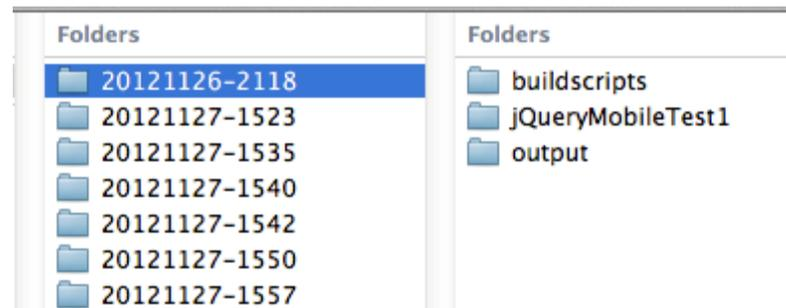 Folders
20121126-2118
20121127-1523
20121127-1535
20121127-1540
20121127-1542
20121127-1550
20121127-1557
Folders
buildscripts
jQueryMobileTest1
output